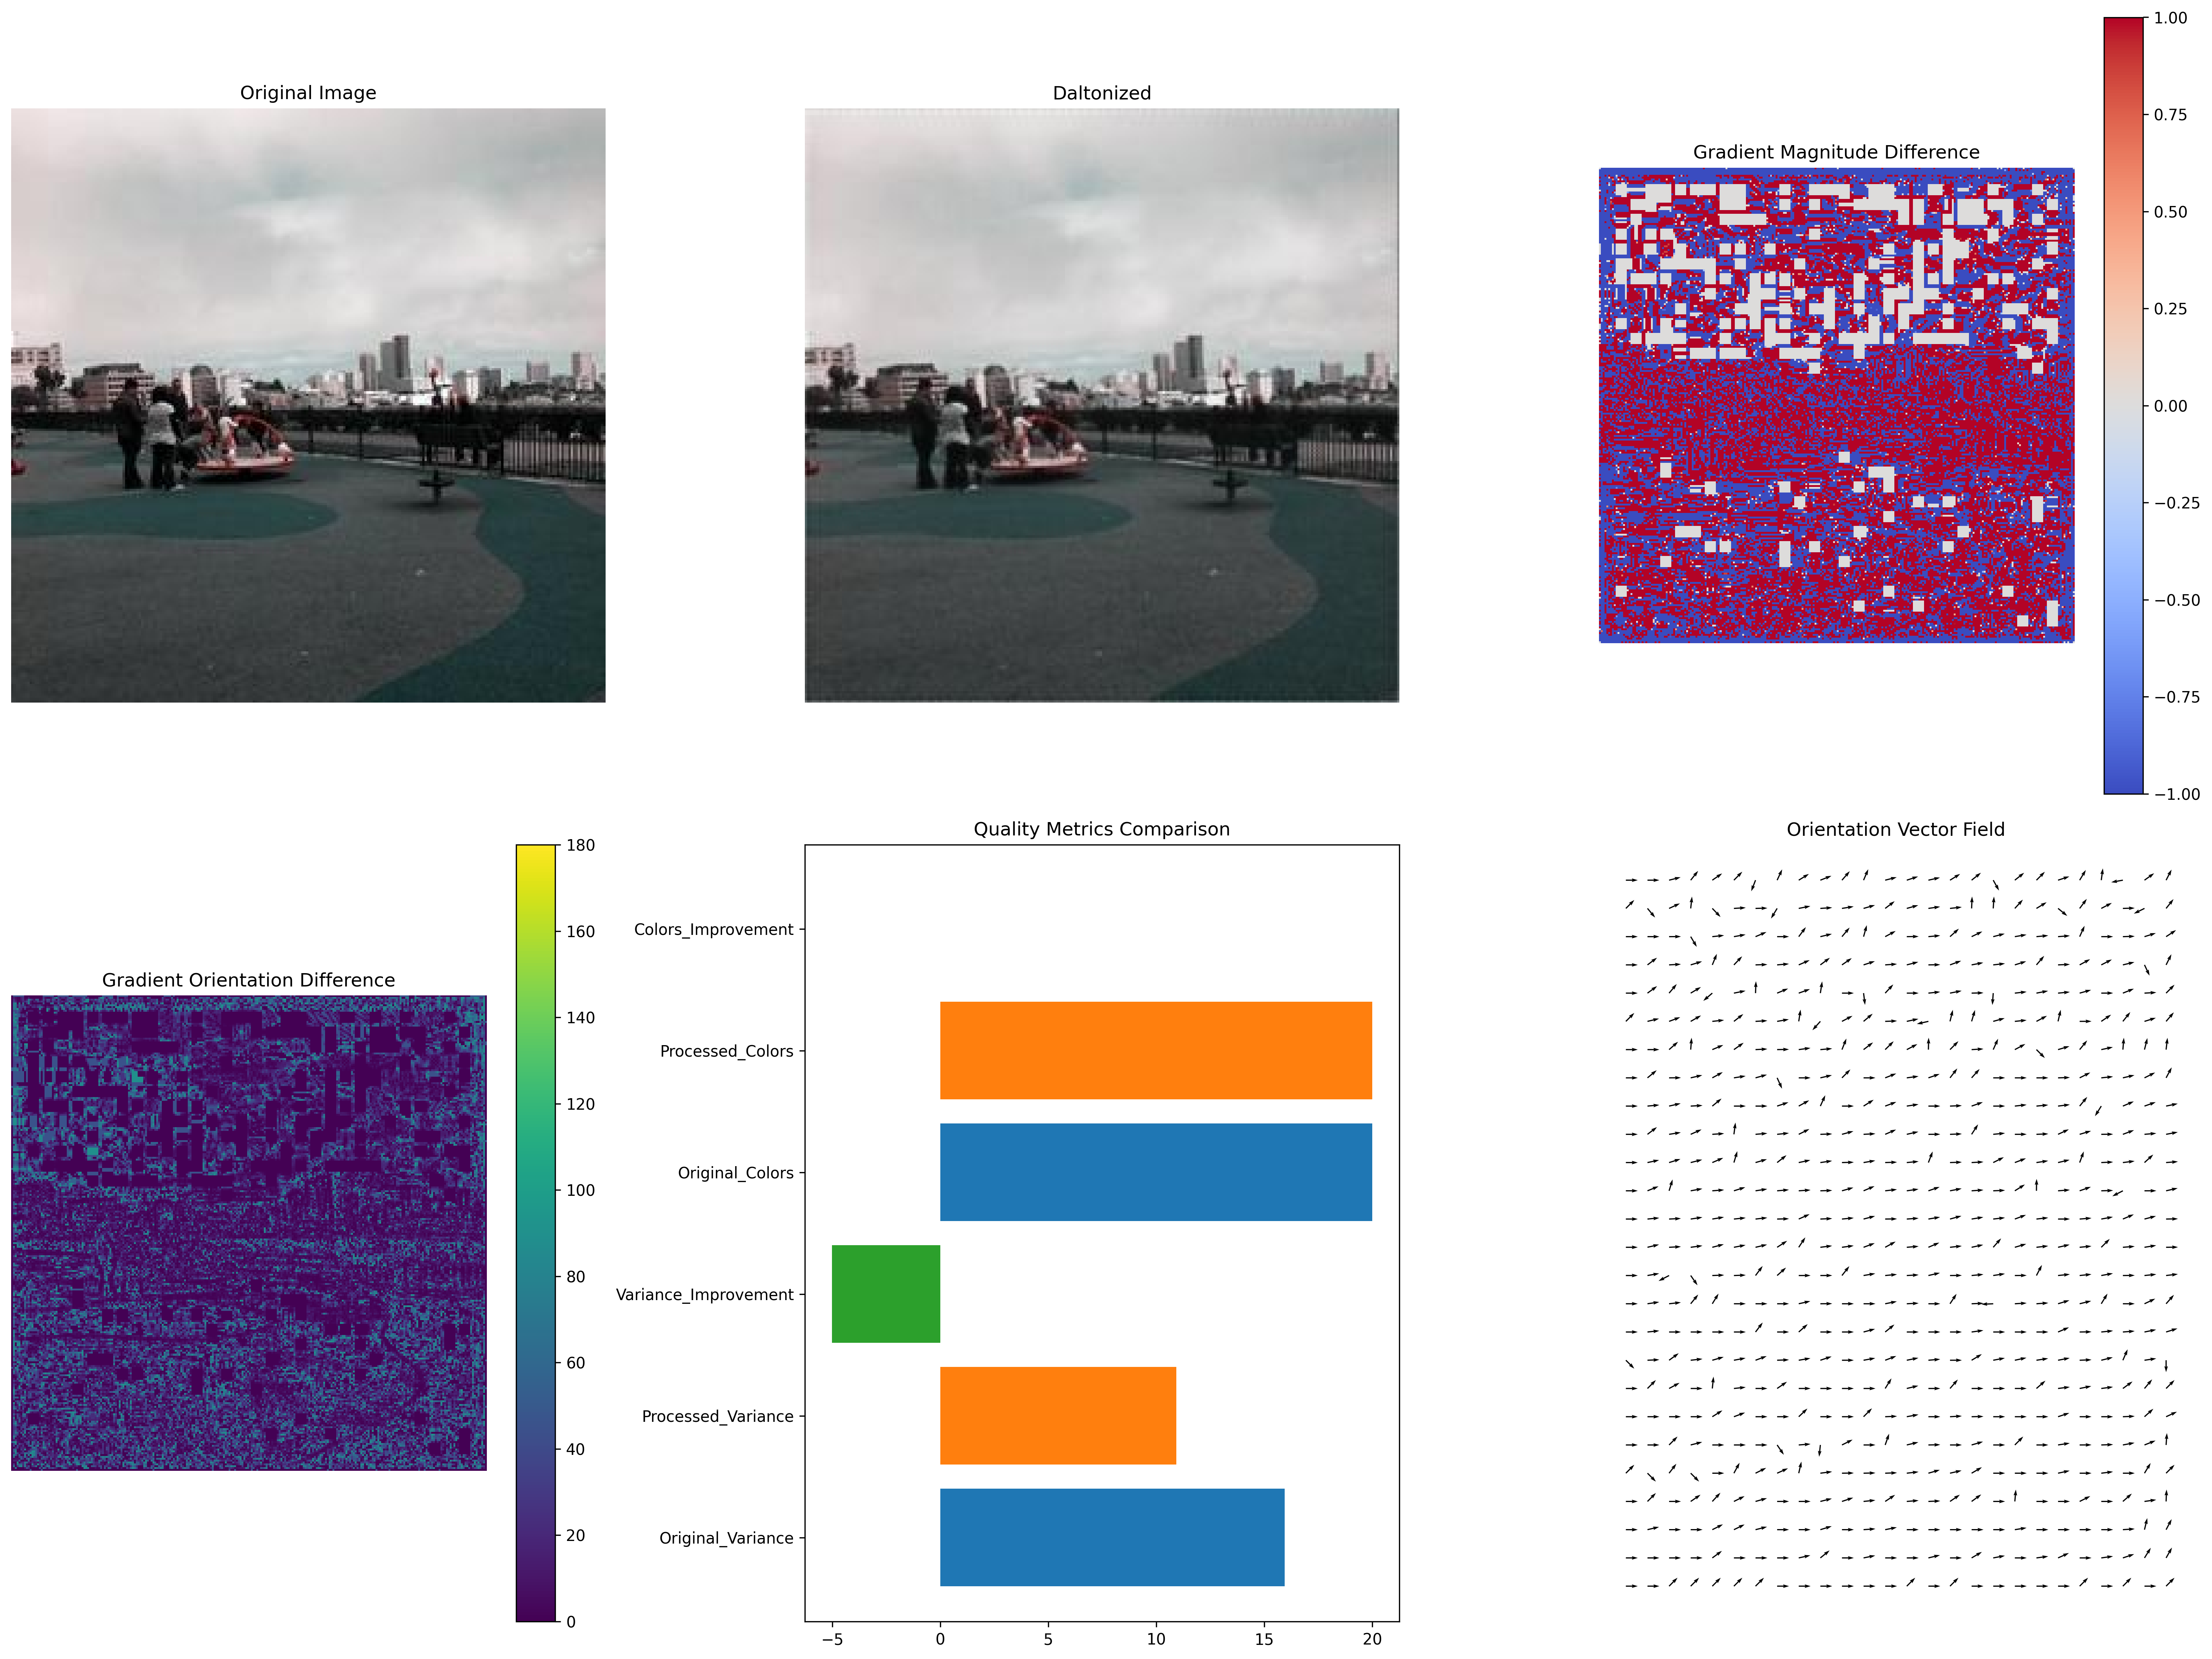 Original Image
Daltonized
Gradient Magnitude Difference
1.00
0.75
0.50
0.25
0.00
−0.25
−0.50
−0.75
−1.00
Gradient Orientation Difference
180
160
140
120
100
80
60
40
20
0
Quality Metrics Comparison
Colors_Improvement
Processed_Colors
Original_Colors
Variance_Improvement
Processed_Variance
Original_Variance
−5 0 5 10 15 20
Orientation Vector Field